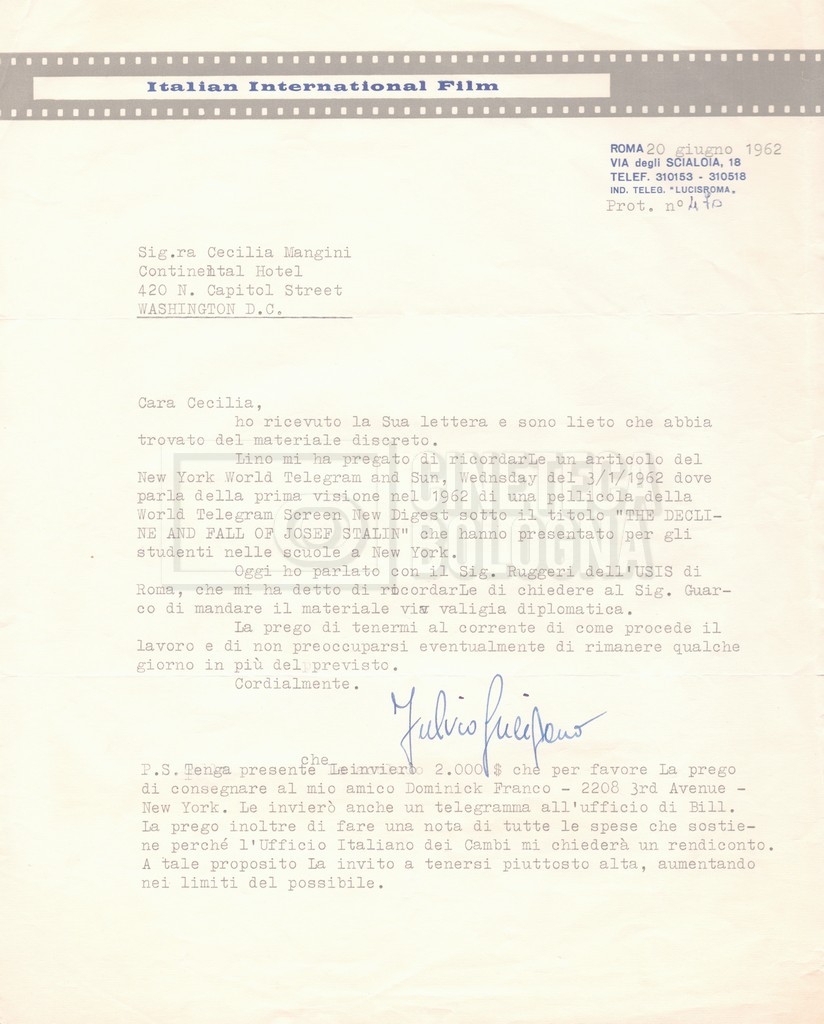 Italian International Film
ROMA 20 giugno 1962
VIA degli SCIALOIA, 18
TELEF. 310153 - 310518
IND. TELEG. "LUCISROMA"
Prot. n° 470
Sig.ra Cecilia Mangini
Continental Hotel
420 N. Capitol Street
WASHINGTON D.C.
Cara Cecilia,
ho ricevuto la Sua lettera e sono lieto che abbia
trovato del materiale discreto.
Lino mi ha pregato di ricordarLe un articolo del
New York World Telegram and Sun, Wednsday del 3/1/1962 dove
parla della prima visione nel 1962 di una pellicola della
World Telegram Screen New Digest sotto il titolo "THE DECLI-
NE AND FALL OF JOSEF STALIN" che hanno presentato per gli
studenti nelle scuole a New York.
Oggi ho parlato con il Sig. Ruggeri dell'USIS di
Roma, che mi ha detto di ricordarLe di chiedere al Sig. Guar-
co di mandare il materiale via valigia diplomatica.
La prego di tenermi al corrente di come procede il
lavoro e di non preoccuparsi eventualmente di rimanere qualche
giorno in più del previsto.
Cordialmente.
Fulvio Lucisano
P.S. Tenga presente che Leinvierò 2.000 $ che per favore La prego
di consegnare al mio amico Dominick Franco - 2208 3rd Avenue -
New York. Le invierò anche un telegramma all'ufficio di Bill.
La prego inoltre di fare una nota di tutte le spese che sostie-
ne perché l'Ufficio Italiano dei Cambi mi chiederà un rendiconto.
A tale proposito La invito a tenersi piuttosto alta, aumentando
nei limiti del possibile.
CINETECA
BOLOGNA